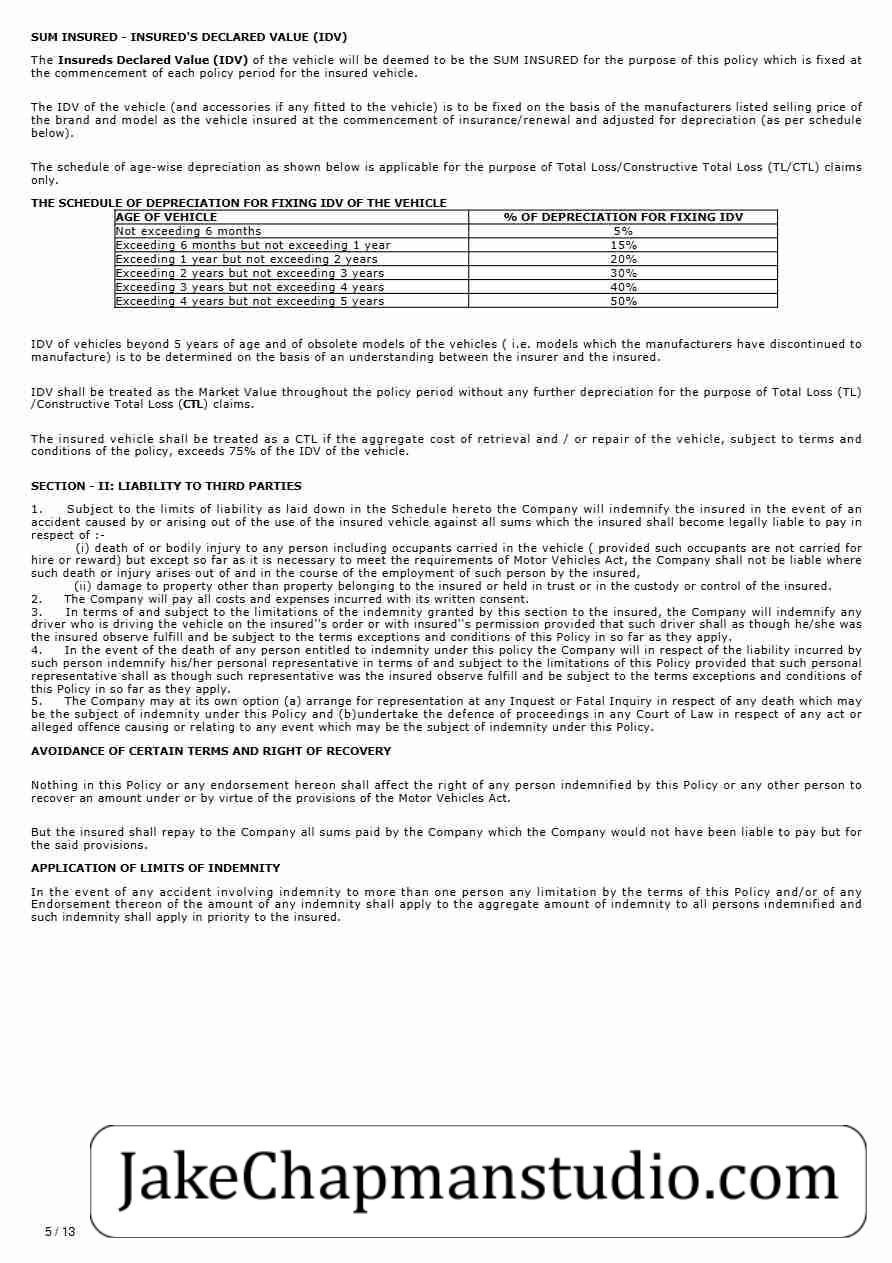 SUM INSURED - INSURED'S DECLARED VALUE (IDV)
The Insureds Declared Value (IDV) of the vehicle will be deemed to be the SUM INSURED for the purpose of this policy which is fixed at
the commencement of each policy period for the insured vehicle.
The IDV of the vehicle (and accessories if any fitted to the vehicle) is to be fixed on the basis of the manufacturers listed selling price of
the brand and model as the vehicle insured at the commencement of insurance/renewal and adjusted for depreciation (as per schedule
below).
The schedule of age-wise depreciation as shown below is applicable for the purpose of Total Loss/Constructive Total Loss (TL/CTL) claims
only.
THE SCHEDULE OF DEPRECIATION FOR FIXING IDV OF THE VEHICLE
AGE OF VEHICLE % OF DEPRECIATION FOR FIXING IDV
Not exceeding 6 months 5%
Exceeding 6 months but not exceeding 1 year 15%
Exceeding 1 year but not exceeding 2 years 20%
Exceeding 2 years but not exceeding 3 years 30%
Exceeding 3 years but not exceeding 4 years 40%
Exceeding 4 years but not exceeding 5 years 50%
IDV of vehicles beyond 5 years of age and of obsolete models of the vehicles ( i.e. models which the manufacturers have discontinued to
manufacture) is to be determined on the basis of an understanding between the insurer and the insured.
IDV shall be treated as the Market Value throughout the policy period without any further depreciation for the purpose of Total Loss (TL)
/Constructive Total Loss (CTL) claims.
The insured vehicle shall be treated as a CTL if the aggregate cost of retrieval and / or repair of the vehicle, subject to terms and
conditions of the policy, exceeds 75% of the IDV of the vehicle.
SECTION - II: LIABILITY TO THIRD PARTIES
1. Subject to the limits of liability as laid down in the Schedule hereto the Company will indemnify the insured in the event of an
accident caused by or arising out of the use of the insured vehicle against all sums which the insured shall become legally liable to pay in
respect of :-
(i) death of or bodily injury to any person including occupants carried in the vehicle ( provided such occupants are not carried for
hire or reward) but except so far as it is necessary to meet the requirements of Motor Vehicles Act, the Company shall not be liable where
such death or injury arises out of and in the course of the employment of such person by the insured,
(ii) damage to property other than property belonging to the insured or held in trust or in the custody or control of the insured.
2. The Company will pay all costs and expenses incurred with its written consent.
3. In terms of and subject to the limitations of the indemnity granted by this section to the insured, the Company will indemnify any
driver who is driving the vehicle on the insured''s order or with insured''s permission provided that such driver shall as though he/she was
the insured observe fulfill and be subject to the terms exceptions and conditions of this Policy in so far as they apply.
4. In the event of the death of any person entitled to indemnity under this policy the Company will in respect of the liability incurred by
such person indemnify his/her personal representative in terms of and subject to the limitations of this Policy provided that such personal
representative shall as though such representative was the insured observe fulfill and be subject to the terms exceptions and conditions of
this Policy in so far as they apply.
5. The Company may at its own option (a) arrange for representation at any Inquest or Fatal Inquiry in respect of any death which may
be the subject of indemnity under this Policy and (b)undertake the defence of proceedings in any Court of Law in respect of any act or
alleged offence causing or relating to any event which may be the subject of indemnity under this Policy.
AVOIDANCE OF CERTAIN TERMS AND RIGHT OF RECOVERY
Nothing in this Policy or any endorsement hereon shall affect the right of any person indemnified by this Policy or any other person to
recover an amount under or by virtue of the provisions of the Motor Vehicles Act.
But the insured shall repay to the Company all sums paid by the Company which the Company would not have been liable to pay but for
the said provisions.
APPLICATION OF LIMITS OF INDEMNITY
In the event of any accident involving indemnity to more than one person any limitation by the terms of this Policy and/or of any
Endorsement thereon of the amount of any indemnity shall apply to the aggregate amount of indemnity to all persons indemnified and
such indemnity shall apply in priority to the insured.
JakeChapmanstudio.com
5 / 13